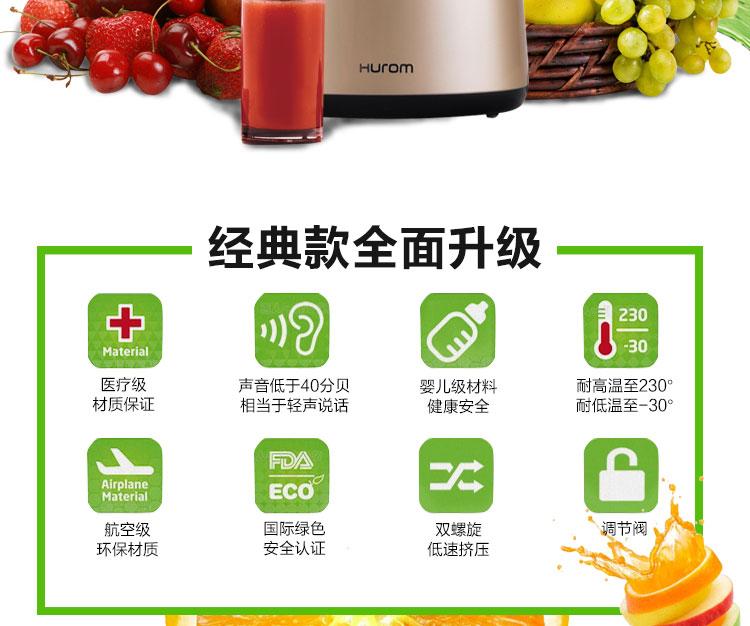 HUROM
经典款全面升级
Material
230
-30
医疗级
材质保证
声音低于40分贝
相当于轻声说话
婴儿级材料
健康安全
耐高温至230°
耐低温至-30°
Airplane
Material
FDA
ECO
航空级
环保材质
国际绿色
安全认证
双螺旋
低速挤压
调节阀